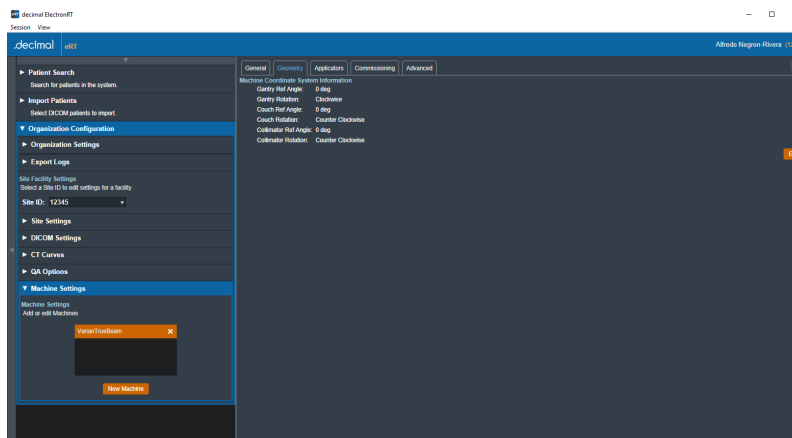 decimal ElectronRT
Session View
.decimal eRT
Alfredo Negron-Rivera (12
Patient Search
Search for patients in the system.
Import Patients
Select DICOM patients to import.
Organization Configuration
Organization Settings
Export Logs
Site Facility Settings
Select a Site ID to edit settings for a facility
Site ID: 12345
Site Settings
DICOM Settings
CT Curves
QA Options
Machine Settings
Machine Settings
Add or edit Machines
VarianTrueBeam
New Machine
General Geometry Applicators Commissioning Advanced
Machine Coordinate System Information
Gantry Ref Angle: 0 deg
Gantry Rotation: Clockwise
Couch Ref Angle: 0 deg
Couch Rotation: Counter Clockwise
Collimator Ref Angle: 0 deg
Collimator Rotation: Counter Clockwise
E